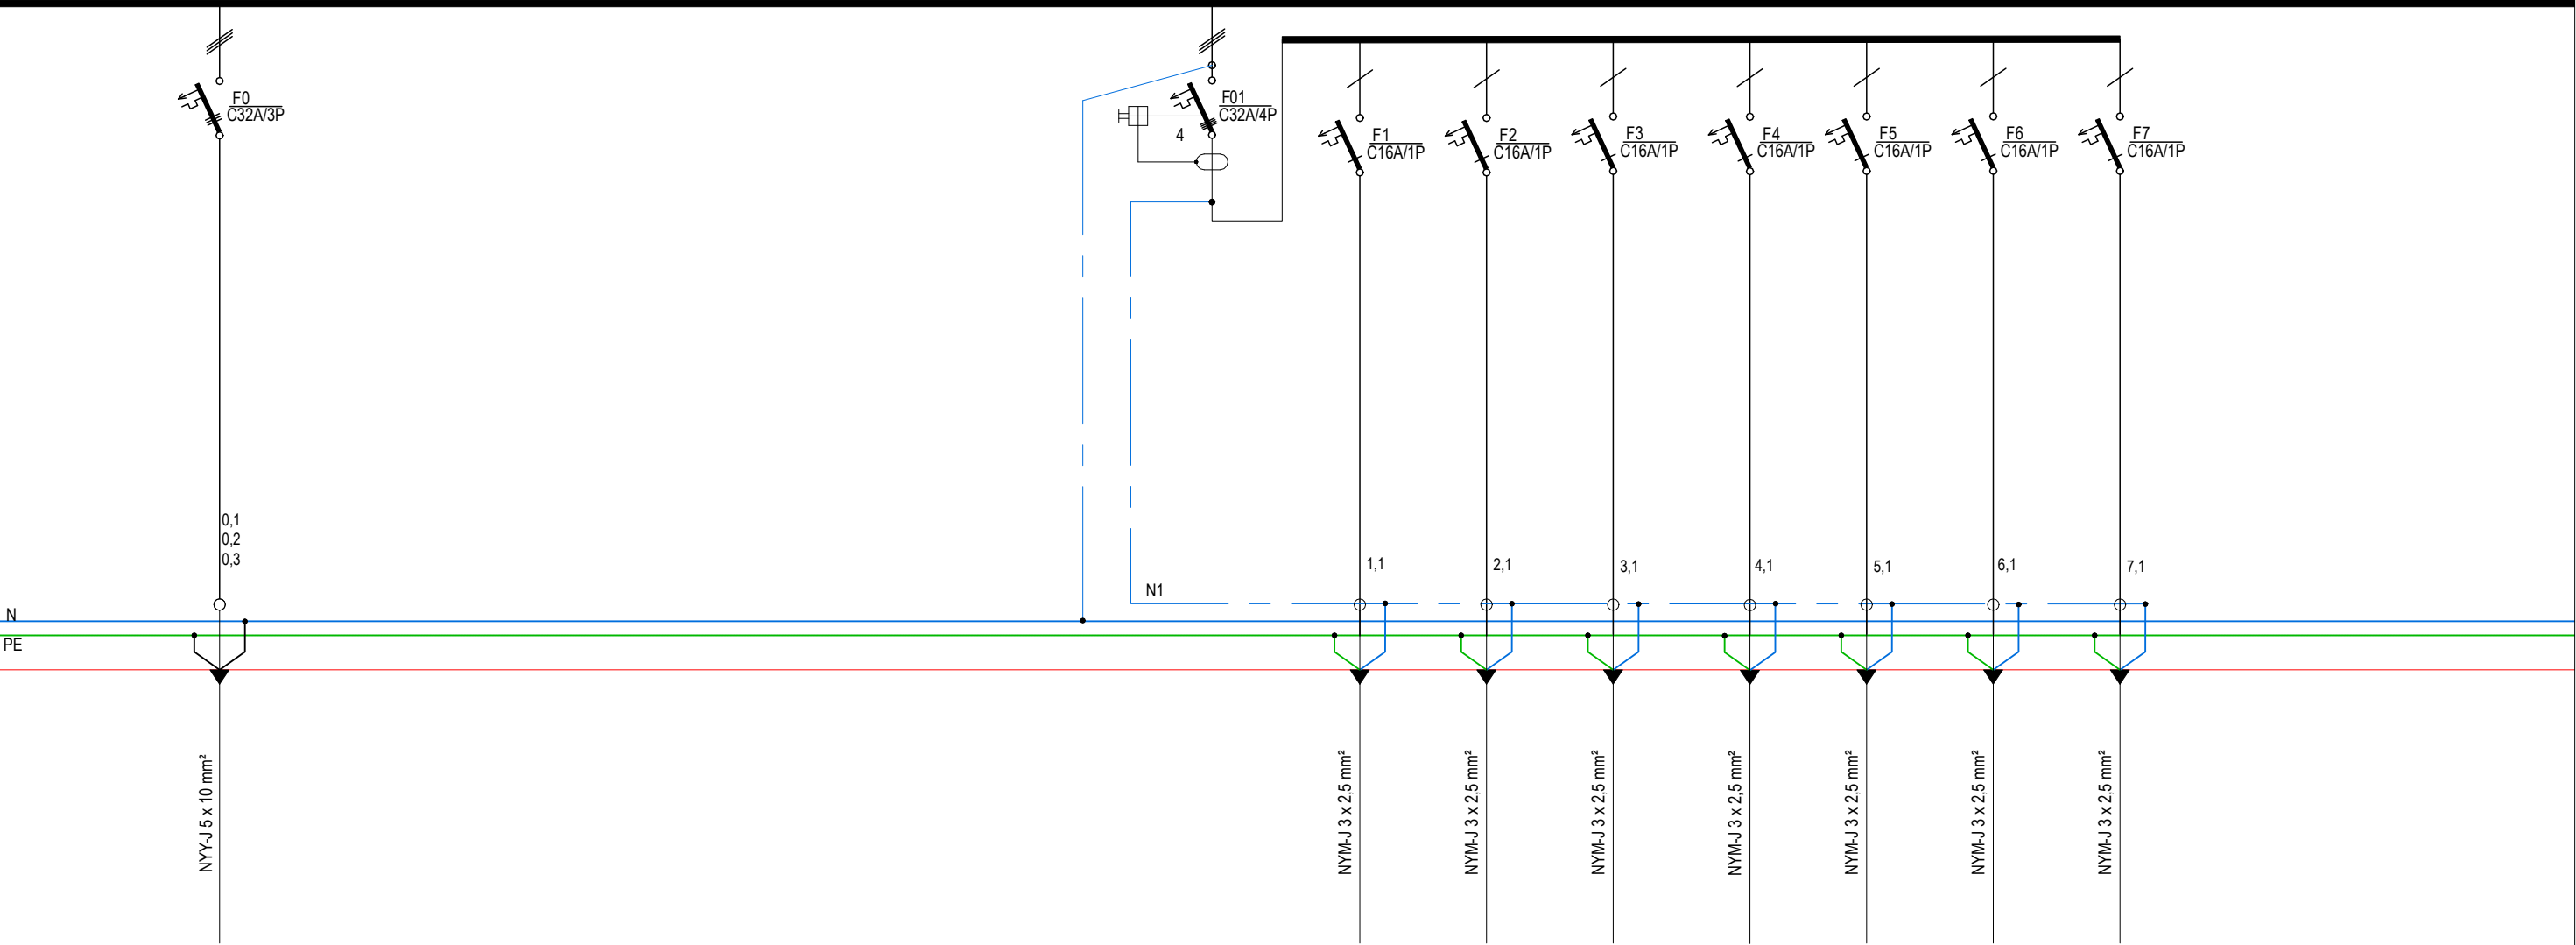 F0
C32A/3P
F01
C32A/4P
4
F1
C16A/1P
F2
C16A/1P
F3
C16A/1P
F4
C16A/1P
F5
C16A/1P
F6
C16A/1P
F7
C16A/1P
0,1
0,2
0,3
1,1
2,1
3,1
4,1
5,1
6,1
7,1
N1
N
PE
NYY-J 5 x 10 mm²
NYM-J 3 x 2,5 mm²
NYM-J 3 x 2,5 mm²
NYM-J 3 x 2,5 mm²
NYM-J 3 x 2,5 mm²
NYM-J 3 x 2,5 mm²
NYM-J 3 x 2,5 mm²
NYM-J 3 x 2,5 mm²